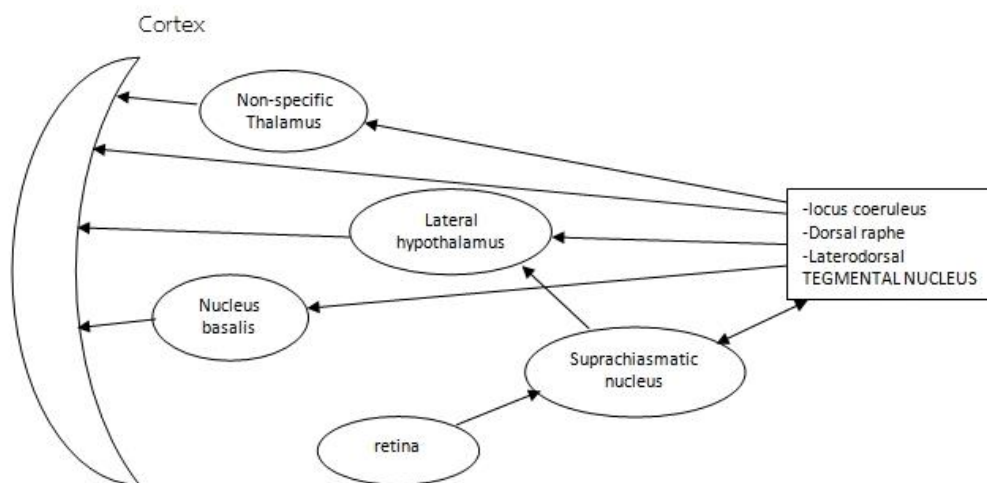 Cortex
Non-specific
Thalamus
Lateral
hypothalamus
-locus coeruleus
-Dorsal raphe
-Laterodorsal
TEGMENTAL NUCLEUS
Nucleus
basalis
Suprachiasmatic
nucleus
retina